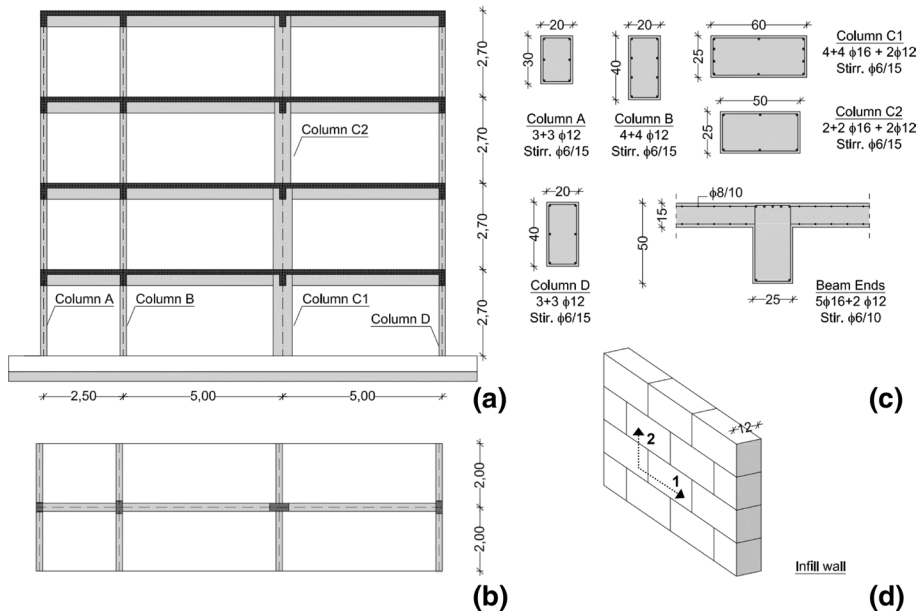 2,70
2,70
2,70
2,70
Column C2
Column A
Column B
Column C1
Column D
2,50
5,00
5,00
(a)
2,00
2,00
(b)
20
30
Column A
3+3 ϕ12
Stirr. ϕ6/15
20
40
Column B
4+4 ϕ12
Stirr. ϕ6/15
60
25
Column C1
4+4 ϕ16 + 2ϕ12
Stirr. ϕ6/15
50
25
Column C2
2+2 ϕ16 + 2ϕ12
Stirr. ϕ6/15
20
40
Column D
3+3 ϕ12
Stir. ϕ6/15
ϕ8/10
15
50
25
Beam Ends
5ϕ16+2 ϕ12
Stir. ϕ6/10
(c)
12
2
1
Infill wall
(d)